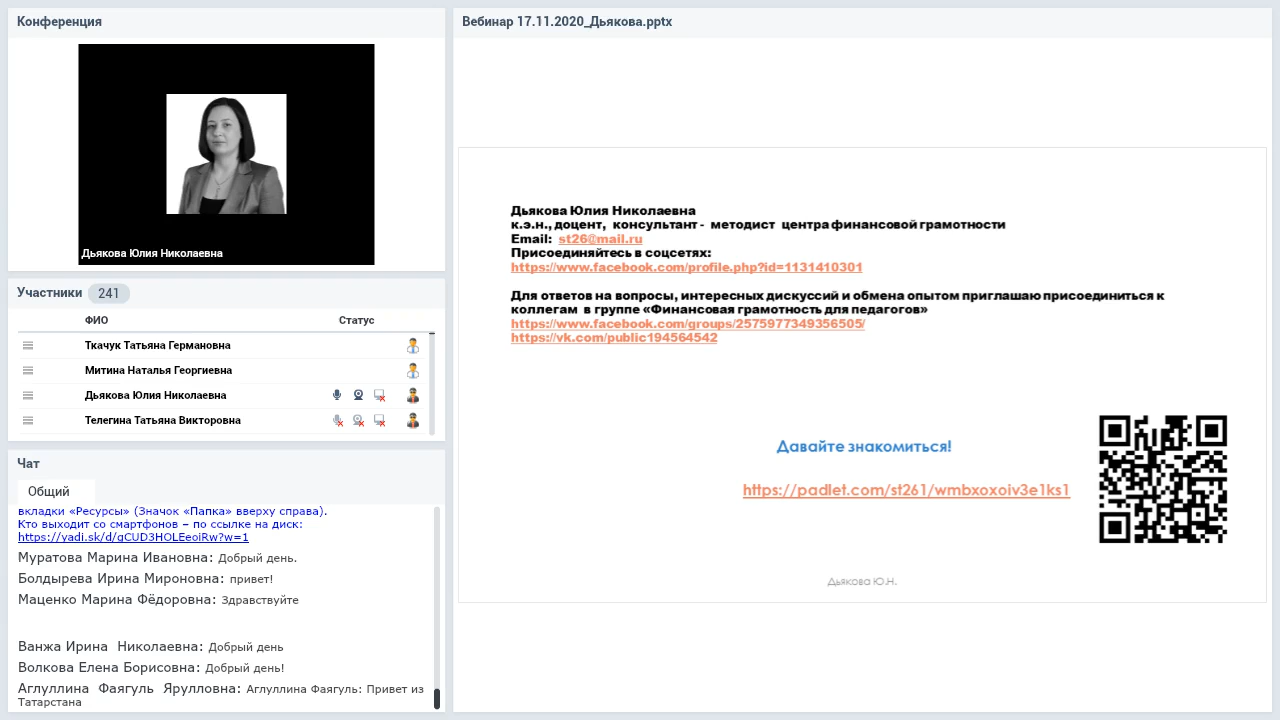 Конференция
Дьякова Юлия Николаевна
Участники 241
ФИО Статус
Ткачук Татьяна Германовна
Митина Наталья Георгиевна
Дьякова Юлия Николаевна
Телегина Татьяна Викторовна
Чат
Общий
вкладки «Ресурсы» (Значок «Папка» вверху справа).
Кто выходит со смартфонов – по ссылке на диск:
https://yadi.sk/d/gCUD3HOLEeoiRw?w=1
Муратова Марина Ивановна: Добрый день.
Болдырева Ирина Мироновна: привет!
Маценко Марина Фёдоровна: Здравствуйте
Ванжа Ирина Николаевна: Добрый день
Волкова Елена Борисовна: Добрый день!
Аглуллина Фаягуль Ярулловна: Аглуллина Фаягуль: Привет из
Татарстана
Вебинар 17.11.2020_Дьякова.pptx
Дьякова Юлия Николаевна
к.э.н., доцент, консультант - методист центра финансовой грамотности
Email: st26@mail.ru
Присоединяйтесь в соцсетях:
https://www.facebook.com/profile.php?id=1131410301
Для ответов на вопросы, интересных дискуссий и обмена опытом приглашаю присоединиться к
коллегам в группе «Финансовая грамотность для педагогов»
https://www.facebook.com/groups/2575977349356505/
https://vk.com/public194564542
Давайте знакомиться!
https://padlet.com/st261/wmbxoxoiv3e1ks1
Дьякова Ю.Н.